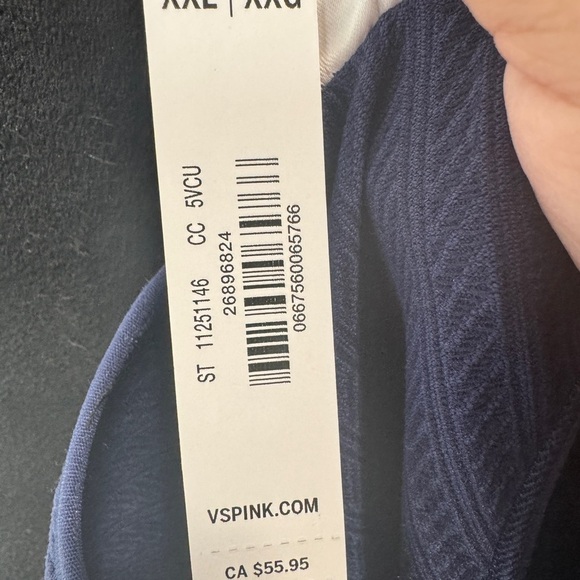 XXL | XXG
ST 11251146 CC 5VCU
26896824
0667560065766
VSPINK.COM
CA $55.95